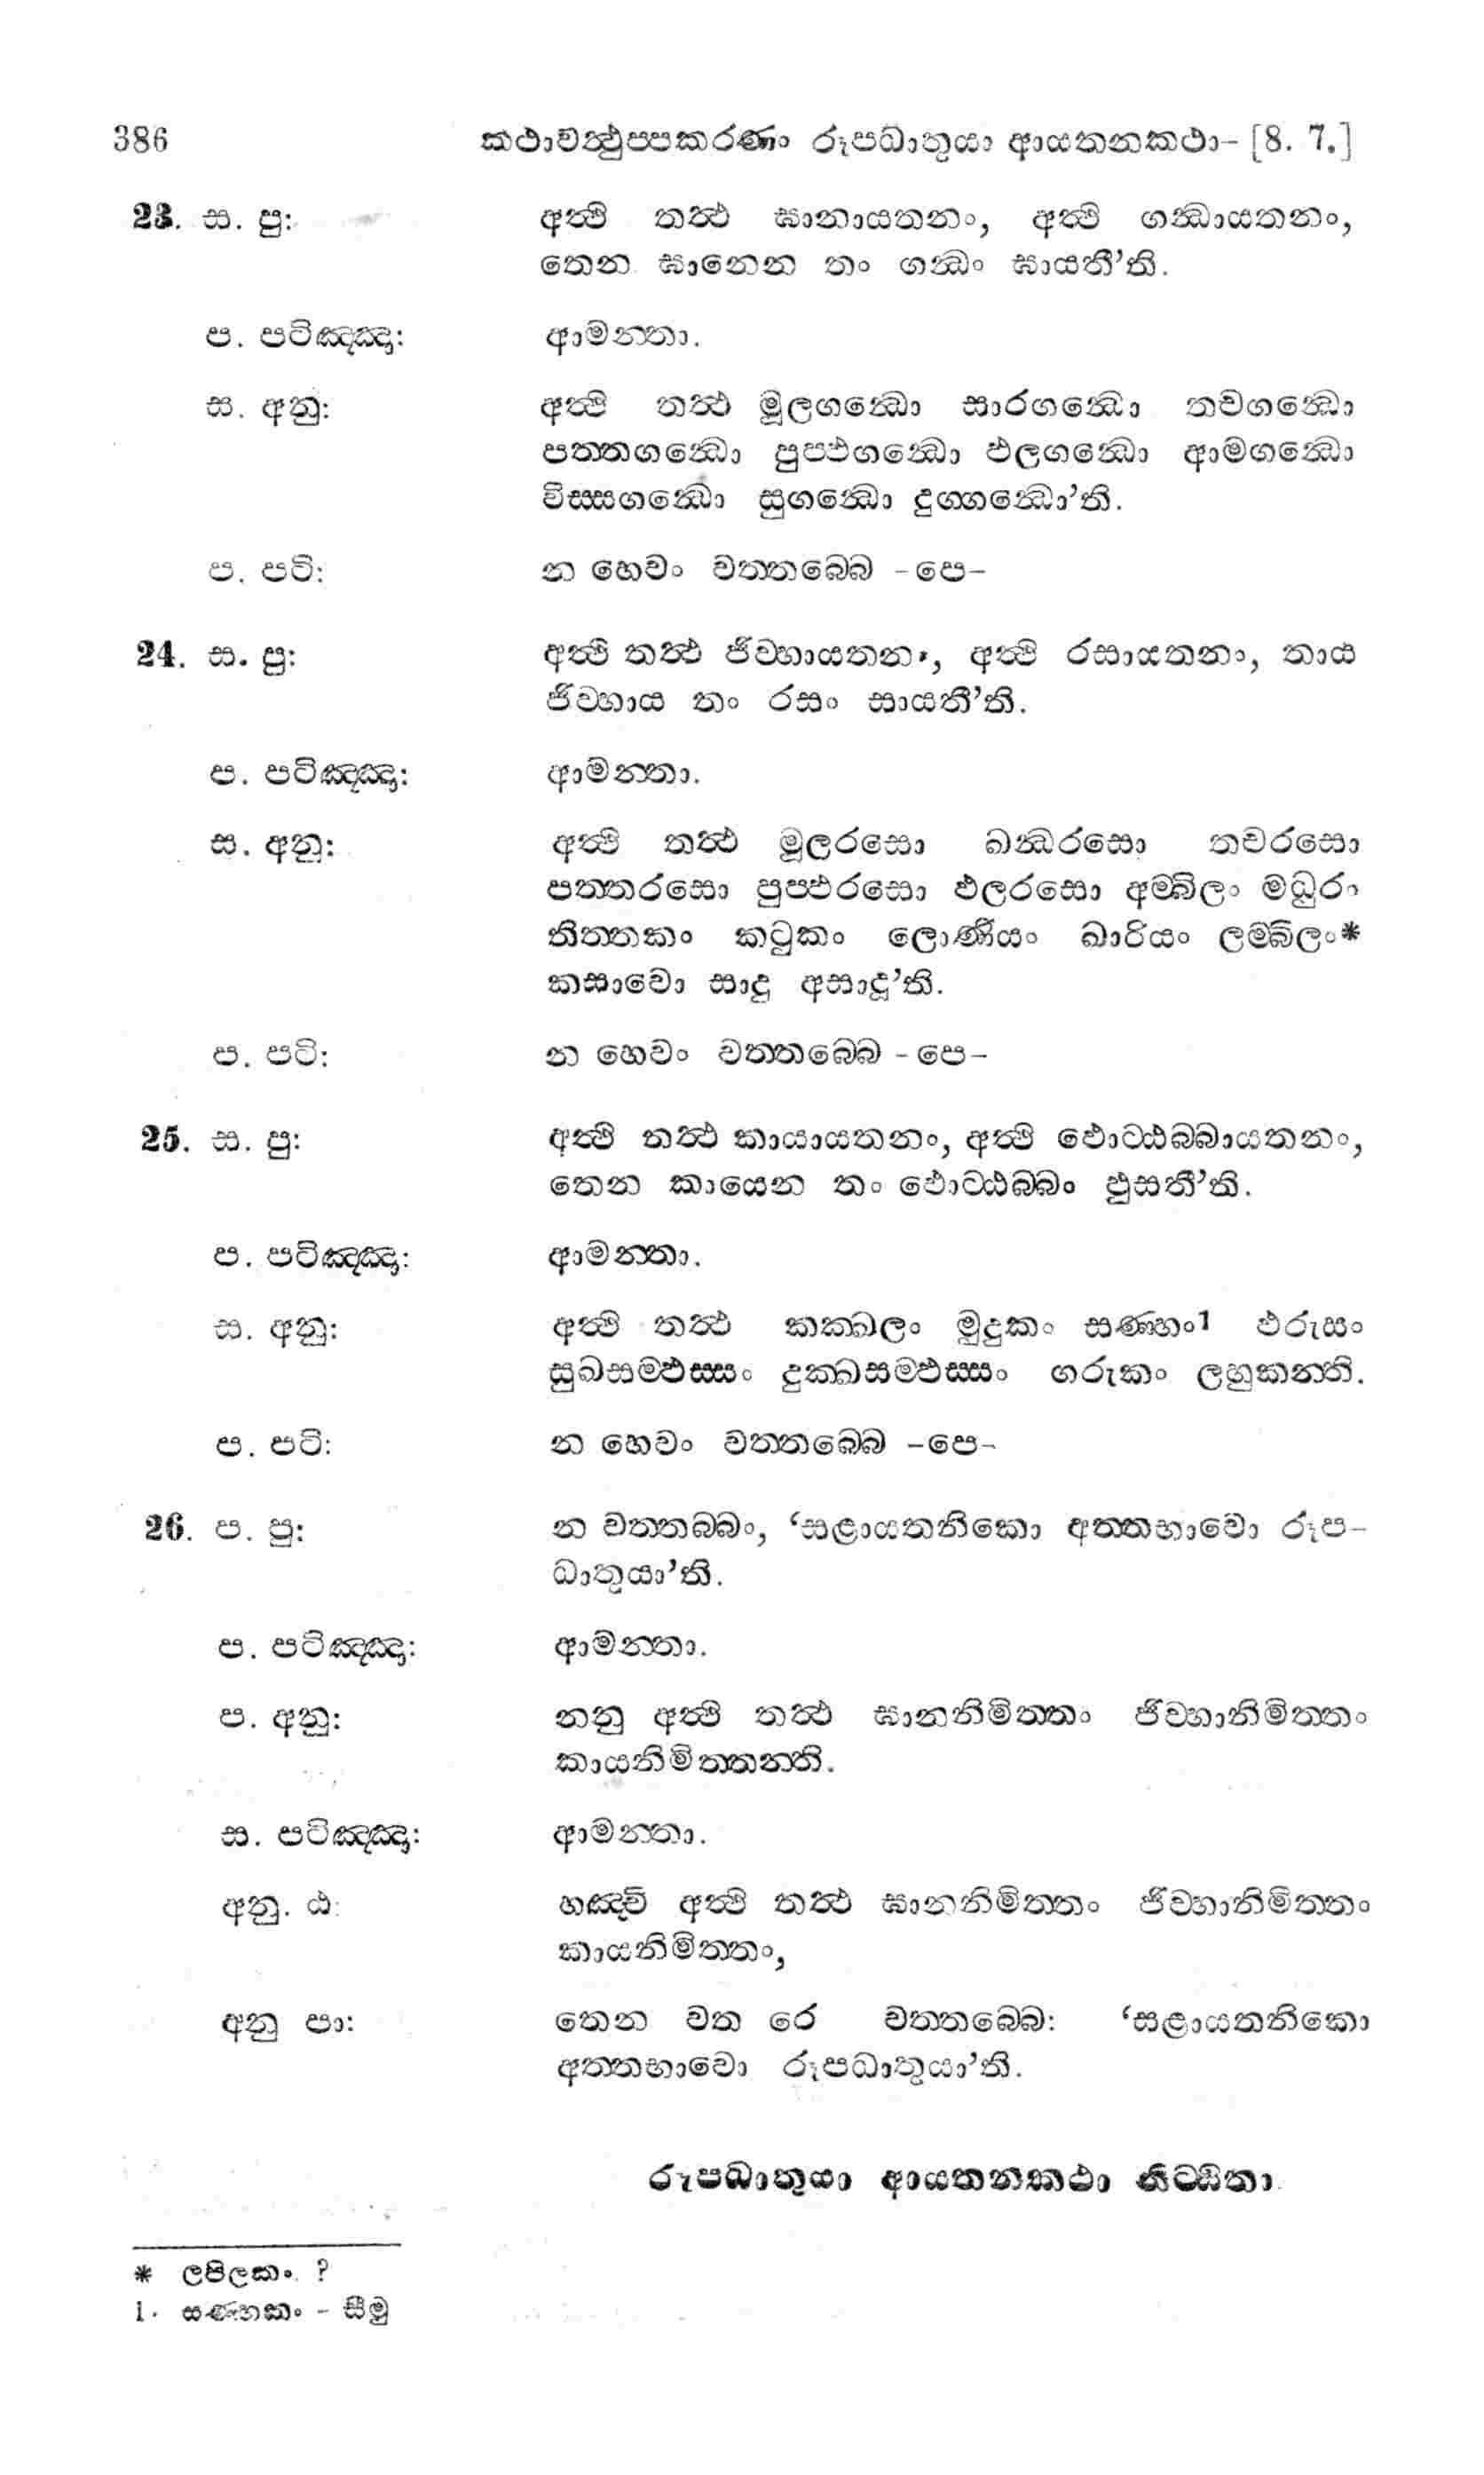 386 කථාවත්ථුප්පකරණං රූපධාතුයා ආයතනකථා- [8. 7.]
23. ස. පු: අත්ථි තත්ථ ඝානායතනං, අත්ථි ගන්ධායතනං,
තෙන ඝානෙන තං ගන්ධං ඝායතී’ති.
ප. පටිඤ්ඤා: ආමන්තා.
ස. අනු: අත්ථි තත්ථ මූලගන්ධො සාරගන්ධො තචගන්ධො
පත්තගන්ධො පුප්ඵගන්ධො ඵලගන්ධො ආමගන්ධො
විස්සගන්ධො සුගන්ධො දුග්ගන්ධො’ති.
ප. පටි: න හෙවං වත්තබ්බෙ -පෙ-
24. ස. පු: අත්ථි තත්ථ ජිව්හායතනං, අත්ථි රසායතනං, තාය
ජිව්හාය තං රසං සායතී’ති.
ප. පටිඤ්ඤා: ආමන්තා.
ස. අනු: අත්ථි තත්ථ මූලරසො ඛන්ධරසො තචරසො
පත්තරසො පුප්ඵරසො ඵලරසො අම්බිලං මධුරං
තිත්තකං කටුකං ලොණියං ඛාරියං ලම්බිලං*
කසාවො සාදු අසාදූ’ති.
ප. පටි: න හෙවං වත්තබ්බෙ -පෙ-
25. ස. පු: අත්ථි තත්ථ කායායතනං, අත්ථි ඵොට්ඨබ්බායතනං,
තෙන කායෙන තං ඵොට්ඨබ්බං ඵුසතී’ති.
ප. පටිඤ්ඤා: ආමන්තා.
ස. අනු: අත්ථි තත්ථ කක්ඛලං මුදුකං සණ්හං1 ඵරුසං
සුඛසම්ඵස්සං දුක්ඛසම්ඵස්සං ගරුකං ලහුකන්ති.
ප. පටි: න හෙවං වත්තබ්බෙ -පෙ-
26. ප. පු: න වත්තබ්බං, ‘සළායතනිකො අත්තභාවො රූප-
ධාතුයා’ති.
ප. පටිඤ්ඤා: ආමන්තා.
ප. අනු: නනු අත්ථි තත්ථ ඝානනිමිත්තං ජිව්හානිමිත්තං
කායනිමිත්තන්ති.
ස. පටිඤ්ඤා: ආමන්තා.
අනු. ඨ: හඤ්චි අත්ථි තත්ථ ඝානනිමිත්තං ජිව්හානිමිත්තං
කායනිමිත්තං,
අනු පා: තෙන වත රෙ වත්තබ්බෙ: ‘සළායතනිකො
අත්තභාවො රූපධාතුයා’ති.
රූපධාතුයා ආයතනකථා නිට්ඨිතා.
* ලපිලකං ?
1. සණ්හකං - සීමු